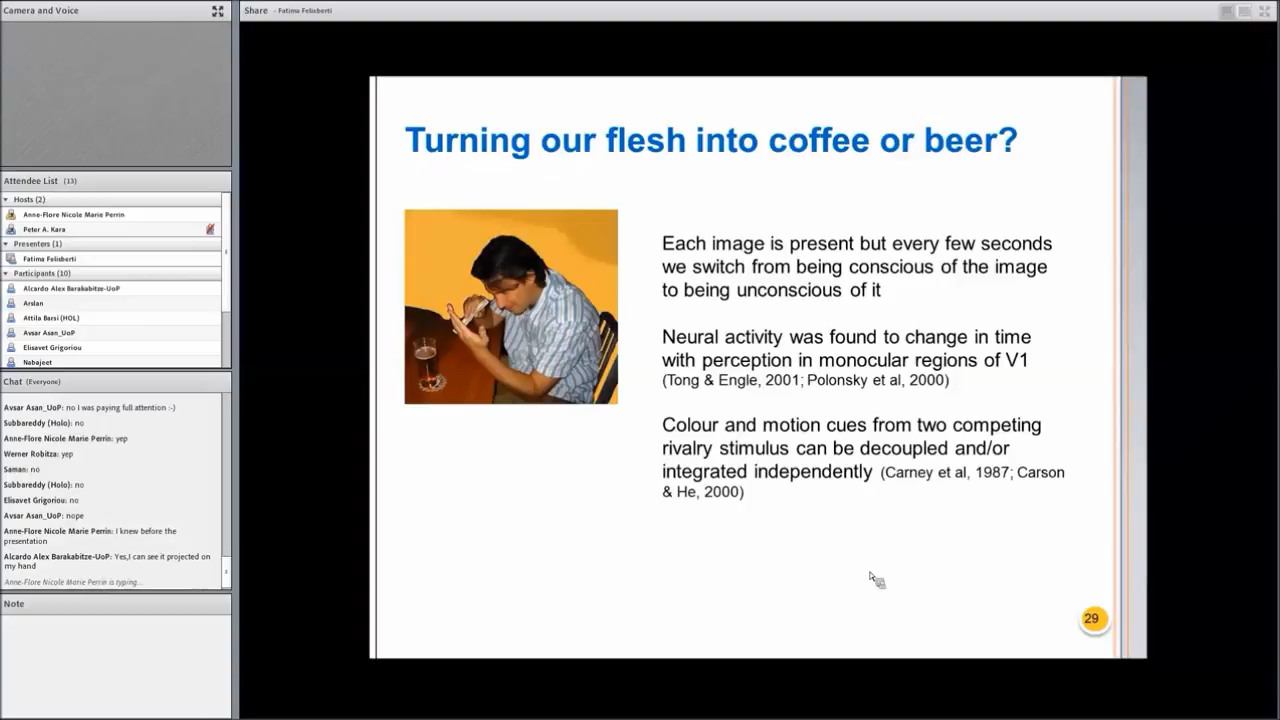 Camera and Voice
Attendee List (13)
Hosts (2)
Anne-Flore Nicole Marie Perrin
Peter A. Kara
Presenters (1)
Fatima Felisberti
Participants (10)
Alcardo Alex Barakabitze-UoP
Arslan
Attila Barsi (HOL)
Avsar Asan_UoP
Elisavet Grigoriou
Nabajeet
Chat (Everyone)
Avsar Asan_UoP: no I was paying full attention :-)
Subbareddy (Holo): no
Anne-Flore Nicole Marie Perrin: yep
Werner Robitza: yep
Saman: no
Subbareddy (Holo): no
Elisavet Grigoriou: no
Avsar Asan_UoP: nope
Anne-Flore Nicole Marie Perrin: I knew before the
presentation
Alcardo Alex Barakabitze-UoP: Yes,I can see it projected on
my hand
Anne-Flore Nicole Marie Perrin is typing...
Note
Share - Fatima Felisberti
Turning our flesh into coffee or beer?
Each image is present but every few seconds
we switch from being conscious of the image
to being unconscious of it
Neural activity was found to change in time
with perception in monocular regions of V1
(Tong & Engle, 2001; Polonsky et al, 2000)
Colour and motion cues from two competing
rivalry stimulus can be decoupled and/or
integrated independently (Carney et al, 1987; Carson
& He, 2000)
29